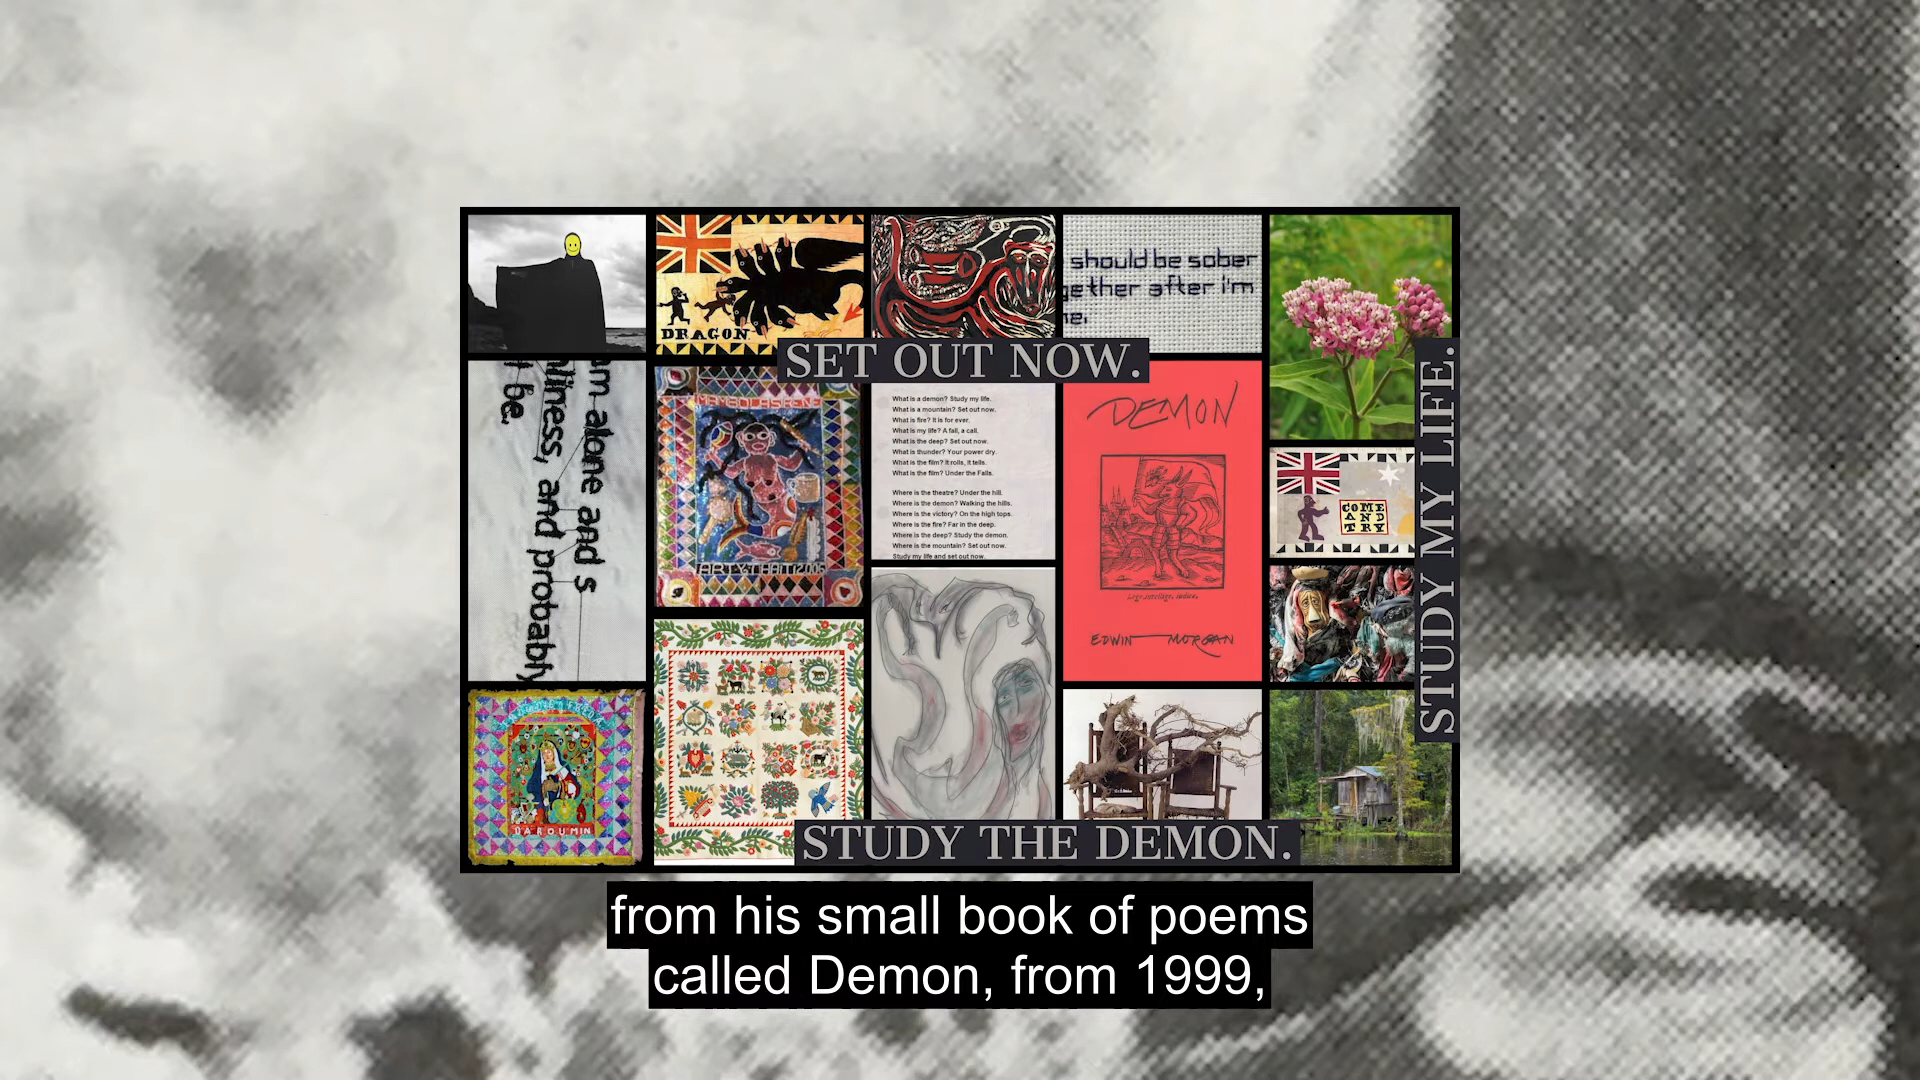 DRAGON
should be sober
gether after i'm
ne.
SET OUT NOW.
m alone and s
lliness, and probably
l be
ARTYST HAITI 2005
What is a demon? Study my life.
What is a mountain? Set out now.
What is fire? It is for ever.
What is my life? A fall, a call.
What is the deep? Set out now.
What is thunder? Your power dry.
What is the film? It rolls, it tells.
What is the film? Under the Falls.
Where is the theatre? Under the hill.
Where is the demon? Walking the hills.
Where is the victory? On the high tops.
Where is the fire? Far in the deep.
Where is the deep? Study the demon.
Where is the mountain? Set out now.
Study my life and set out now.
DEMON
EDWIN MORGAN
COME
AND
TRY
STUDY MY LIFE.
DAROUMIN
STUDY THE DEMON.
from his small book of poems
called Demon, from 1999,